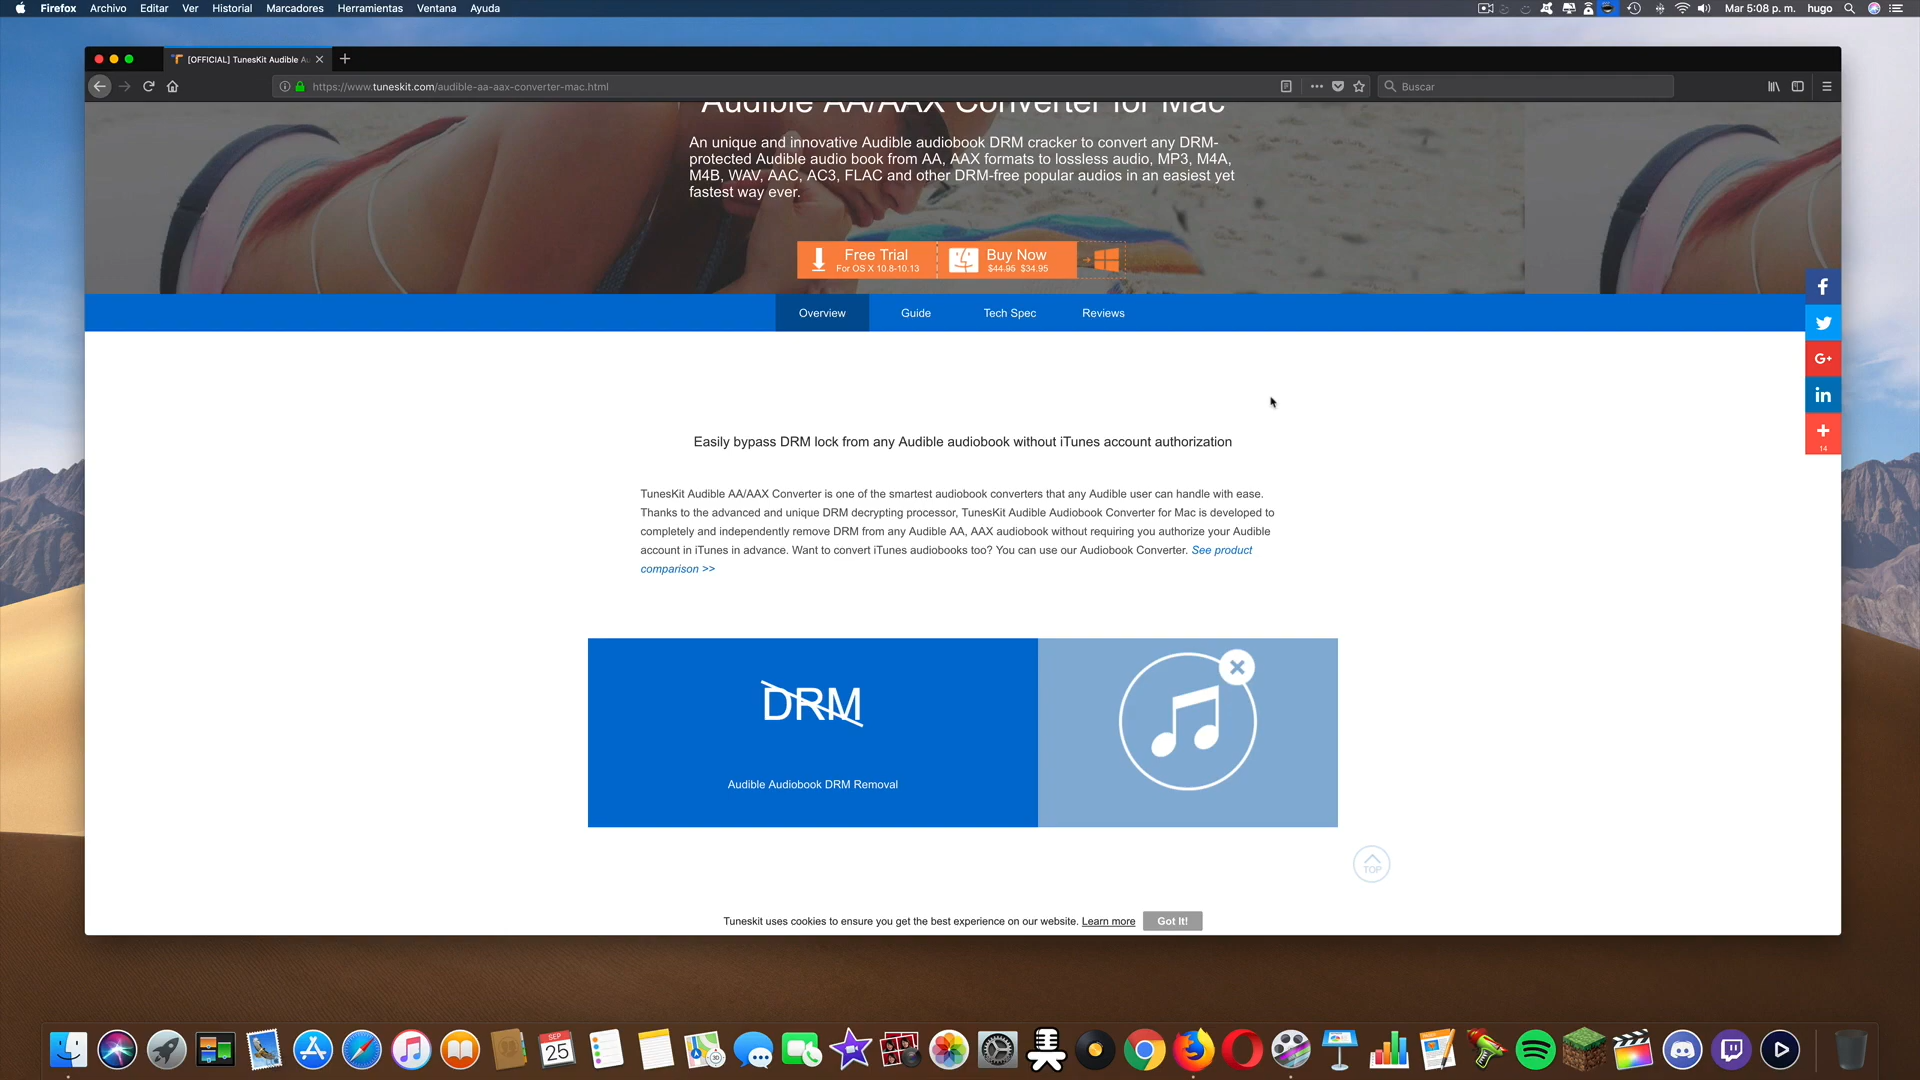 Firefox Archivo Editar Ver Historial Marcadores Herramientas Ventana Ayuda
Mar 5:08 p. m. hugo
[OFFICIAL] TunesKit Audible A
https://www.tuneskit.com/audible-aa-aax-converter-mac.html
Buscar
Audible AA/AAX Converter for Mac
An unique and innovative Audible audiobook DRM cracker to convert any DRM-
protected Audible audio book from AA, AAX formats to lossless audio, MP3, M4A,
M4B, WAV, AAC, AC3, FLAC and other DRM-free popular audios in an easiest yet
fastest way ever.
Free Trial
For OS X 10.8-10.13
Buy Now
$44.95 $34.95
Overview Guide Tech Spec Reviews
f
G+
in
14
Easily bypass DRM lock from any Audible audiobook without iTunes account authorization
TunesKit Audible AA/AAX Converter is one of the smartest audiobook converters that any Audible user can handle with ease.
Thanks to the advanced and unique DRM decrypting processor, TunesKit Audible Audiobook Converter for Mac is developed to
completely and independently remove DRM from any Audible AA, AAX audiobook without requiring you authorize your Audible
account in iTunes in advance. Want to convert iTunes audiobooks too? You can use our Audiobook Converter. See product
comparison >>
DRM
Audible Audiobook DRM Removal
TOP
Tuneskit uses cookies to ensure you get the best experience on our website. Learn more Got It!
SEP
25